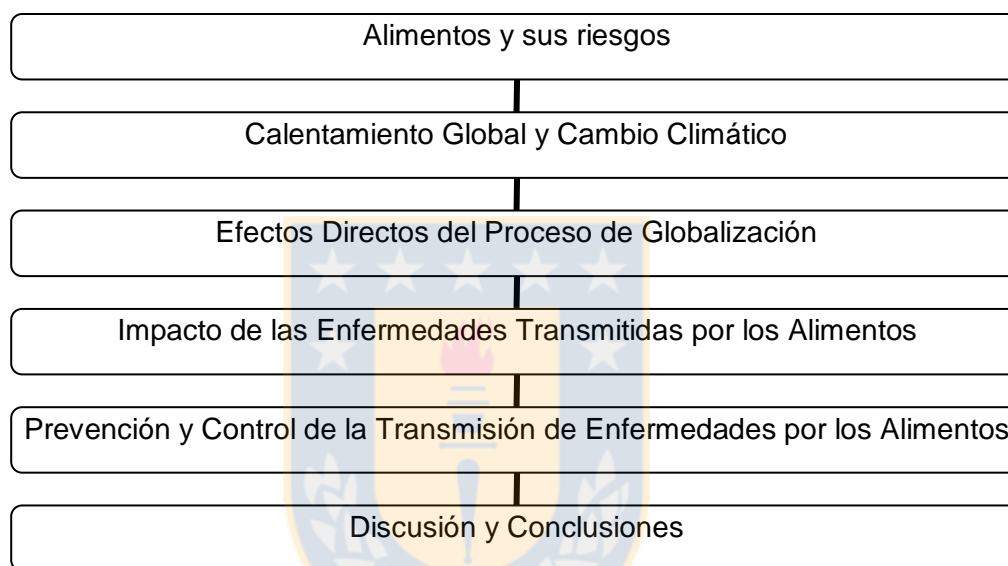 Alimentos y sus riesgos
Calentamiento Global y Cambio Climático
Efectos Directos del Proceso de Globalización
Impacto de las Enfermedades Transmitidas por los Alimentos
Prevención y Control de la Transmisión de Enfermedades por los Alimentos
Discusión y Conclusiones